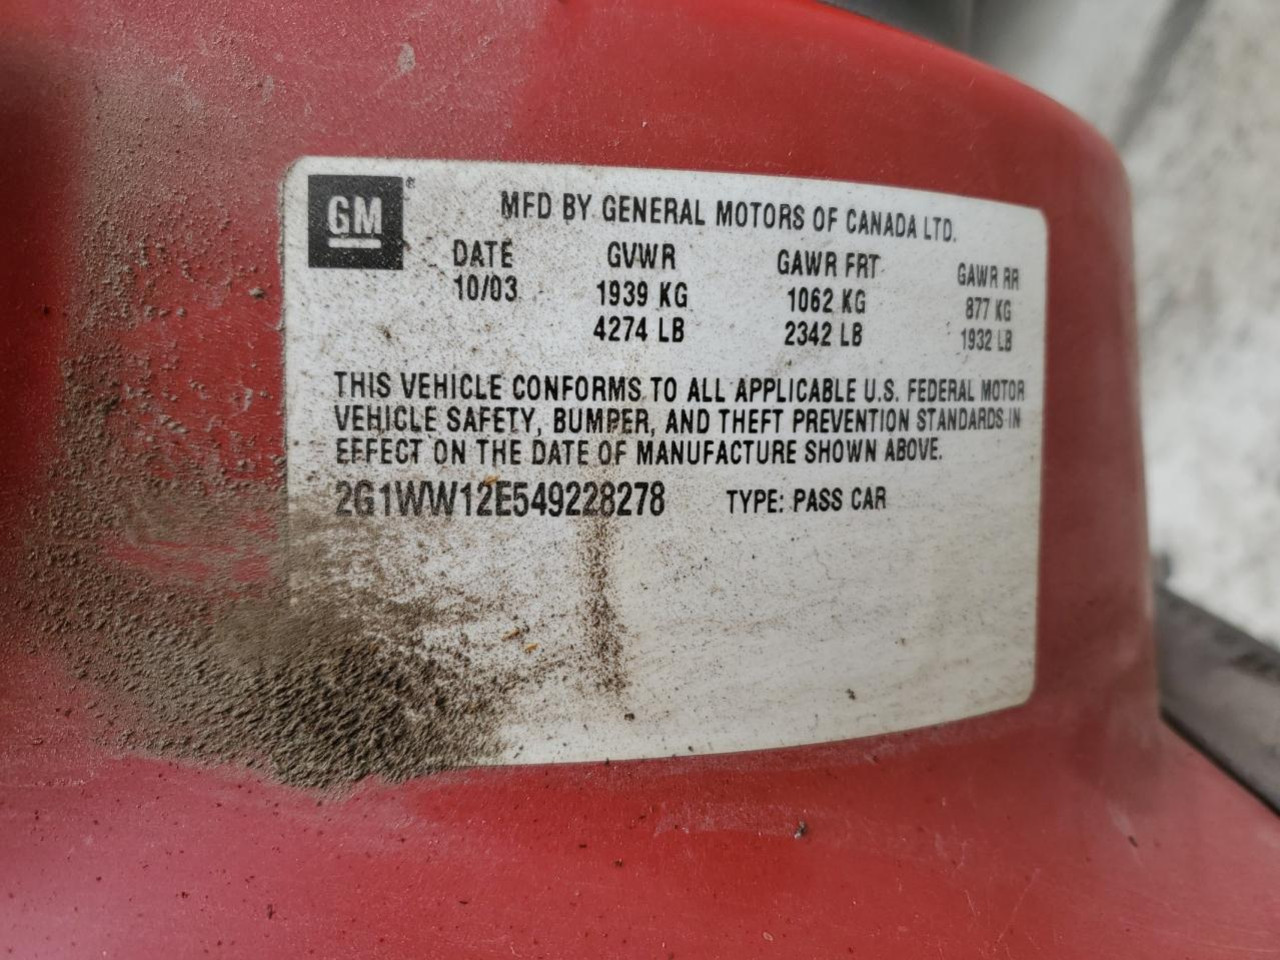 GM
MFD BY GENERAL MOTORS OF CANADA LTD.
DATE GVWR GAWR FRT GAWR RR
10/03 1939 KG 1062 KG 877 KG
4274 LB 2342 LB 1932 LB
THIS VEHICLE CONFORMS TO ALL APPLICABLE U.S. FEDERAL MOTOR
VEHICLE SAFETY, BUMPER, AND THEFT PREVENTION STANDARDS IN
EFFECT ON THE DATE OF MANUFACTURE SHOWN ABOVE.
2G1WW12E549228278 TYPE: PASS CAR